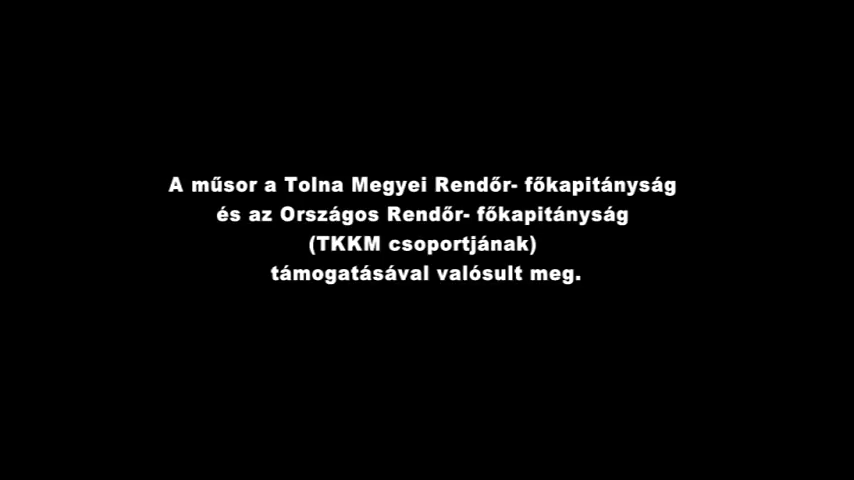 A műsor a Tolna Megyei Rendőr- főkapitányság
és az Országos Rendőr- főkapitányság
(TKKM csoportjának)
támogatásával valósult meg.